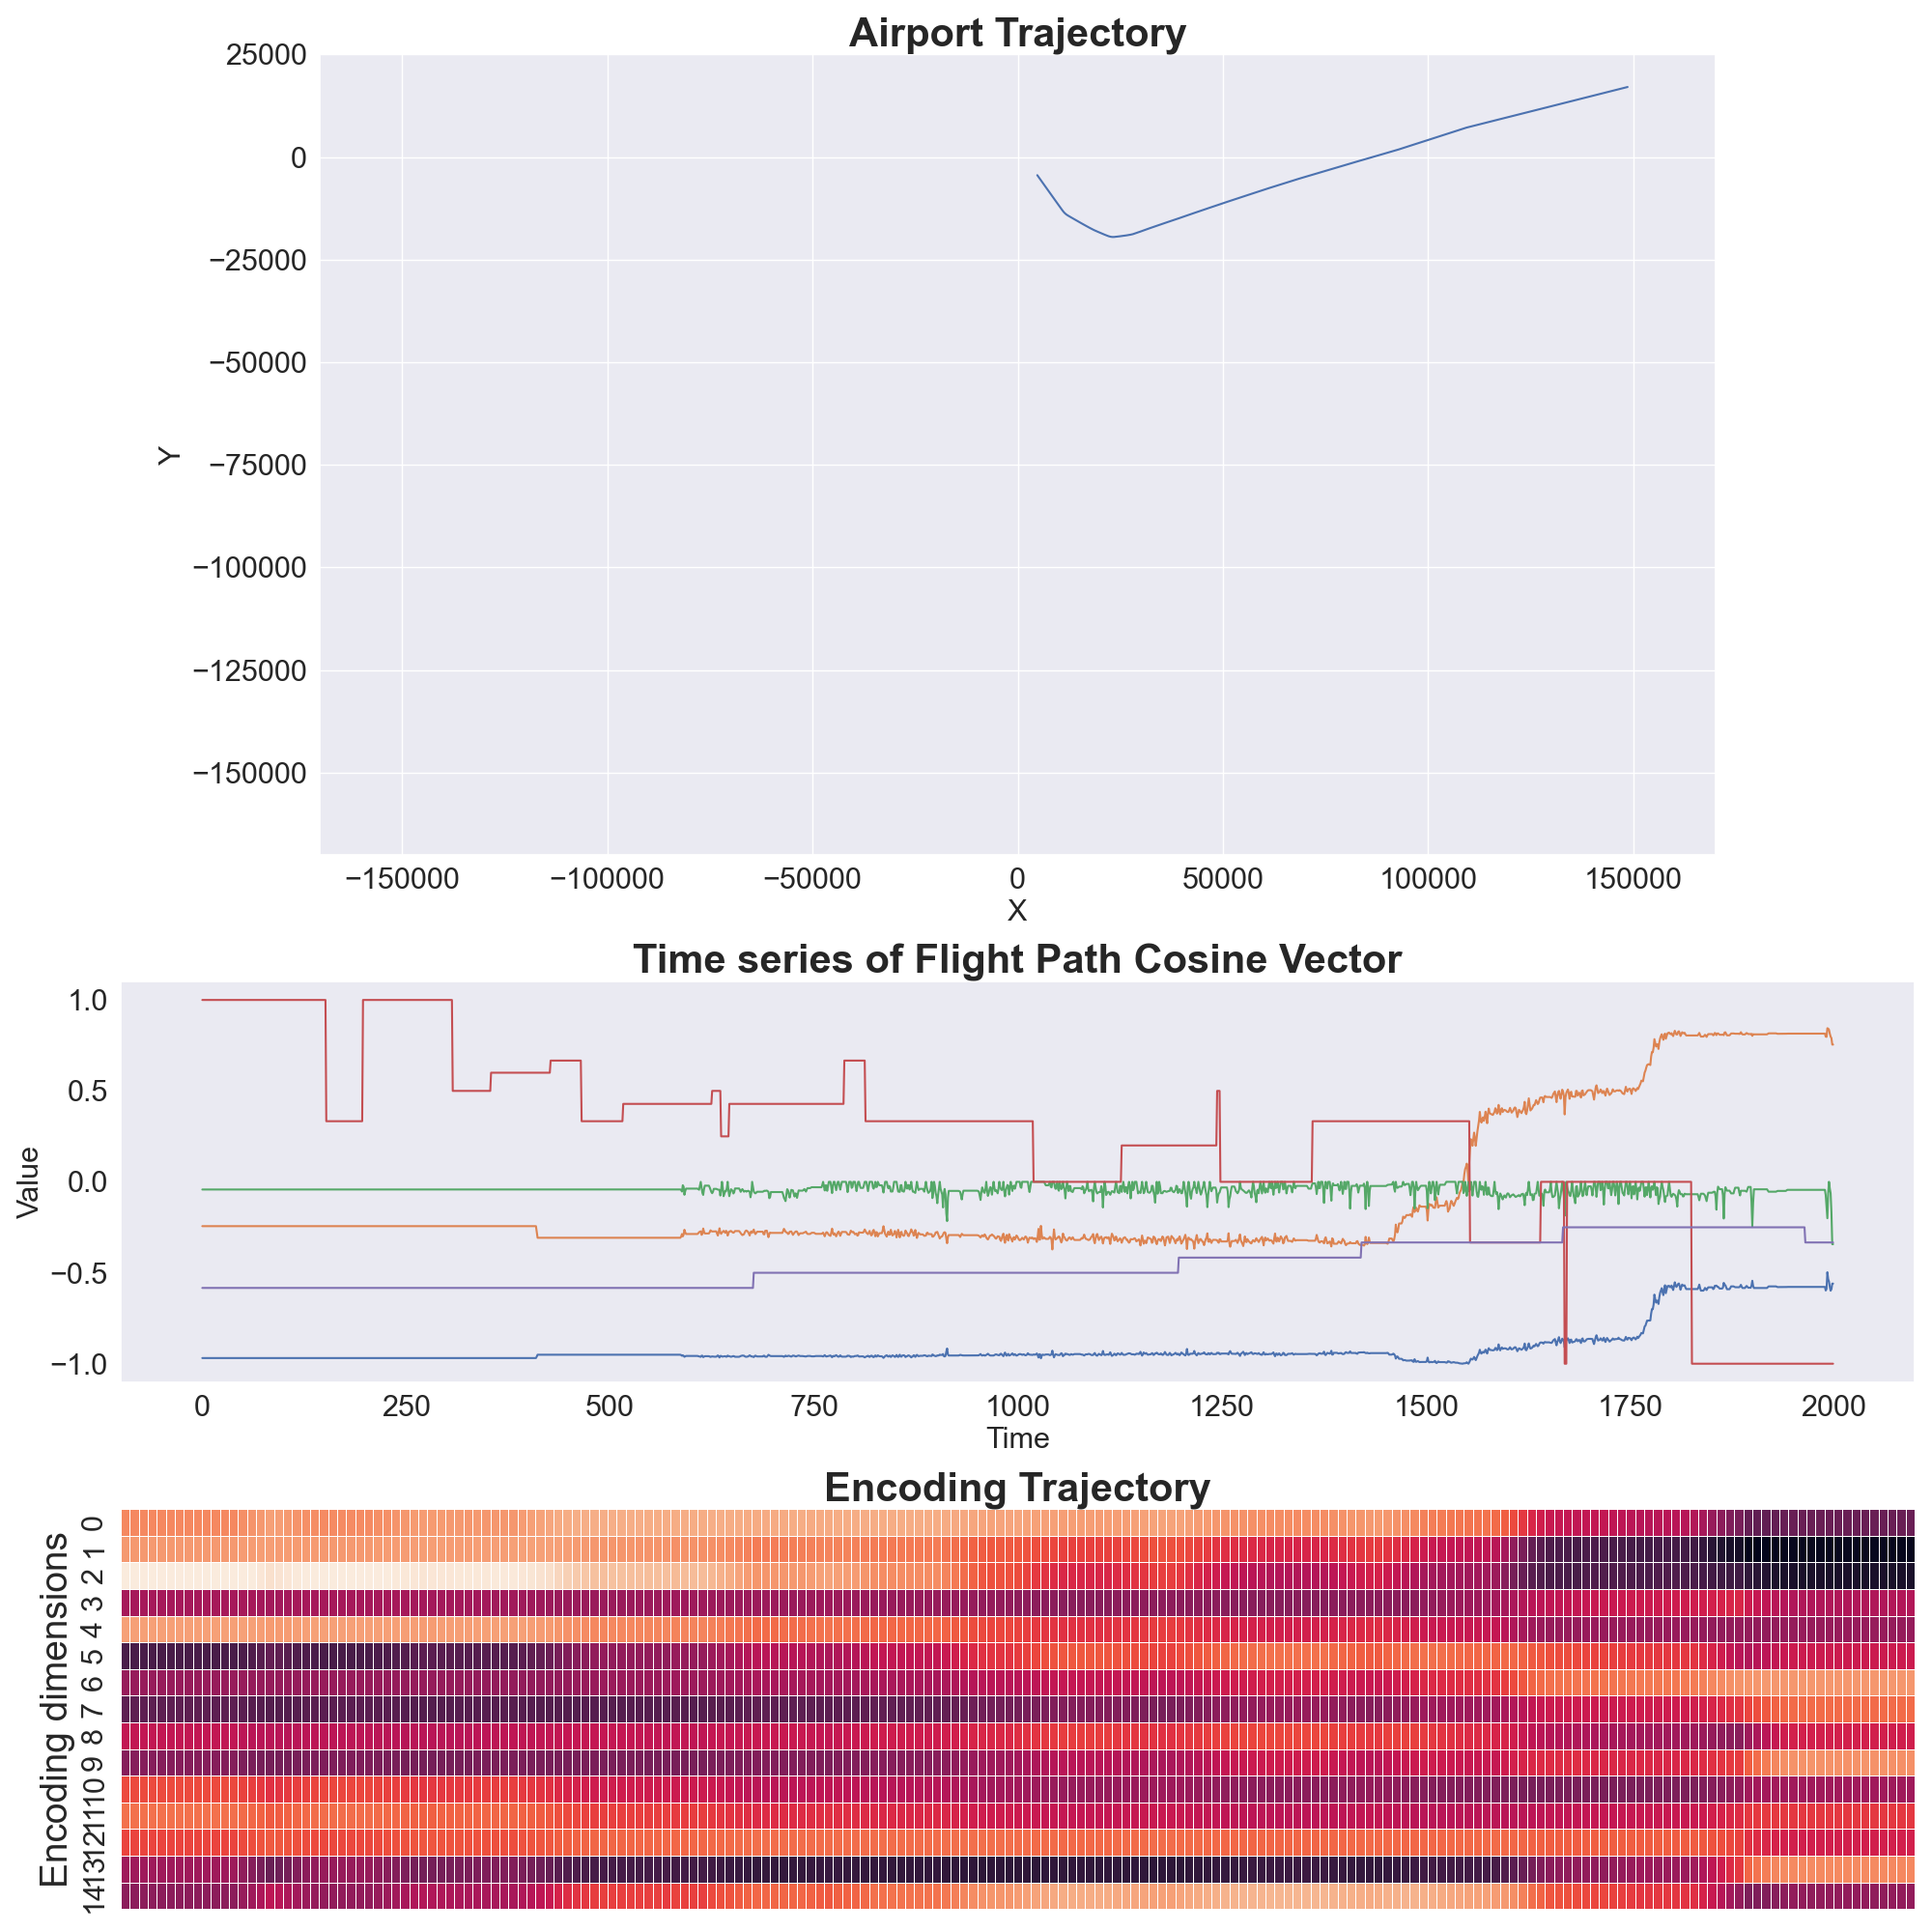 Airport Trajectory
25000
0
−25000
−50000
−75000
−100000
−125000
−150000
Y
−150000 −100000 −50000 0 50000 100000 150000
X
Time series of Flight Path Cosine Vector
1.0
0.5
0.0
−0.5
−1.0
Value
0 250 500 750 1000 1250 1500 1750 2000
Time
Encoding Trajectory
Encoding dimensions
0
1
2
3
4
5
6
7
8
9
10
11
12
13
14